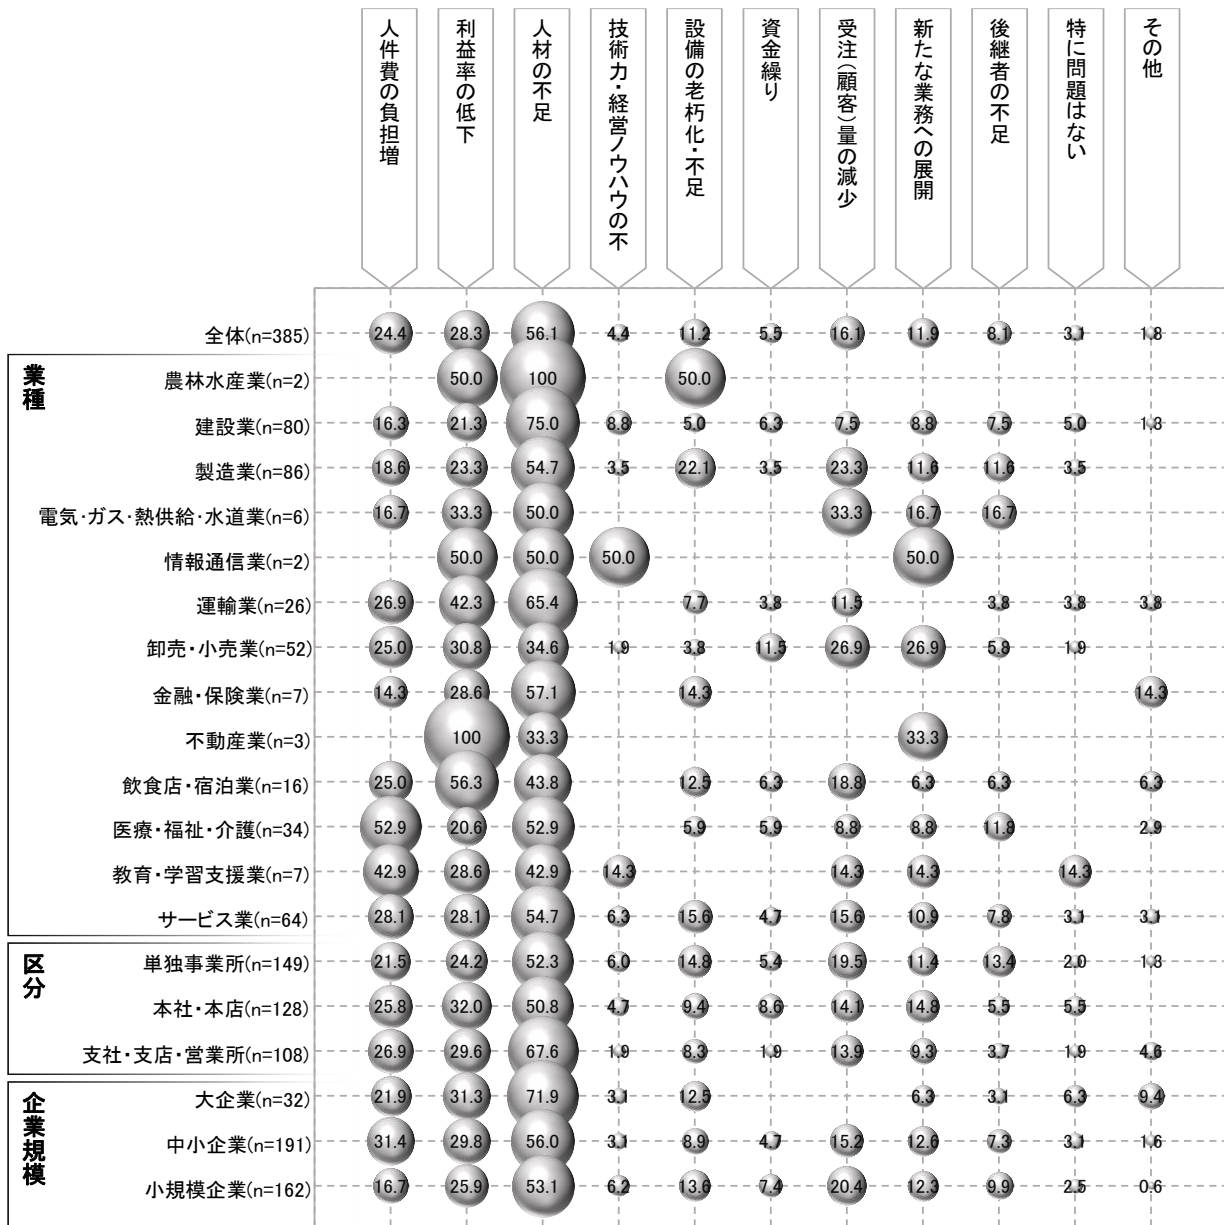 人件費の負担増
利益率の低下
人材の不足
技術力・経営ノウハウの不
設備の老朽化・不足
資金繰り
受注（顧客）量の減少
新たな業務への展開
後継者の不足
特に問題はない
その他
全体(n=385) 24.4 28.3 56.1 4.4 11.2 5.5 16.1 11.9 8.1 3.1 1.8
業種
農林水産業(n=2) 50.0 100 50.0
建設業(n=80) 16.3 21.3 75.0 8.8 5.0 6.3 7.5 8.8 7.5 5.0 1.3
製造業(n=86) 18.6 23.3 54.7 3.5 22.1 3.5 23.3 11.6 11.6 3.5
電気・ガス・熱供給・水道業(n=6) 16.7 33.3 50.0 33.3 16.7 16.7
情報通信業(n=2) 50.0 50.0 50.0 50.0
運輸業(n=26) 26.9 42.3 65.4 7.7 3.8 11.5 3.8 3.8 3.8
卸売・小売業(n=52) 25.0 30.8 34.6 1.9 3.8 11.5 26.9 26.9 5.8 1.9
金融・保険業(n=7) 14.3 28.6 57.1 14.3 14.3
不動産業(n=3) 100 33.3 33.3
飲食店・宿泊業(n=16) 25.0 56.3 43.8 12.5 6.3 18.8 6.3 6.3 6.3
医療・福祉・介護(n=34) 52.9 20.6 52.9 5.9 5.9 8.8 8.8 11.8 2.9
教育・学習支援業(n=7) 42.9 28.6 42.9 14.3 14.3 14.3 14.3
サービス業(n=64) 28.1 28.1 54.7 6.3 15.6 4.7 15.6 10.9 7.8 3.1 3.1
区分
単独事業所(n=149) 21.5 24.2 52.3 6.0 14.8 5.4 19.5 11.4 13.4 2.0 1.3
本社・本店(n=128) 25.8 32.0 50.8 4.7 9.4 8.6 14.1 14.8 5.5 5.5
支社・支店・営業所(n=108) 26.9 29.6 67.6 1.9 8.3 1.9 13.9 9.3 3.7 1.9 4.6
企業規模
大企業(n=32) 21.9 31.3 71.9 3.1 12.5 6.3 3.1 6.3 9.4
中小企業(n=191) 31.4 29.8 56.0 3.1 8.9 4.7 15.2 12.6 7.3 3.1 1.6
小規模企業(n=162) 16.7 25.9 53.1 6.2 13.6 7.4 20.4 12.3 9.9 2.5 0.6